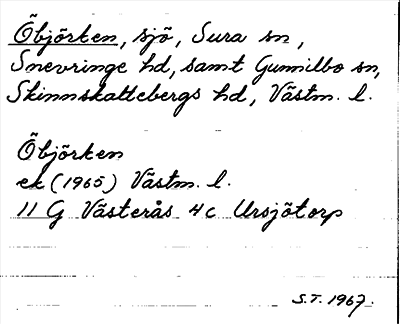 Öbjörken, sjö, Sura sn,
Snevringe hd, samt Gunnilbo sn,
Skinnskattebergs hd, Västm. l.
Öbjörken
ek (1965) Västm. l.
11 G Västerås 4c Ursjötorp
S.T. 1967.